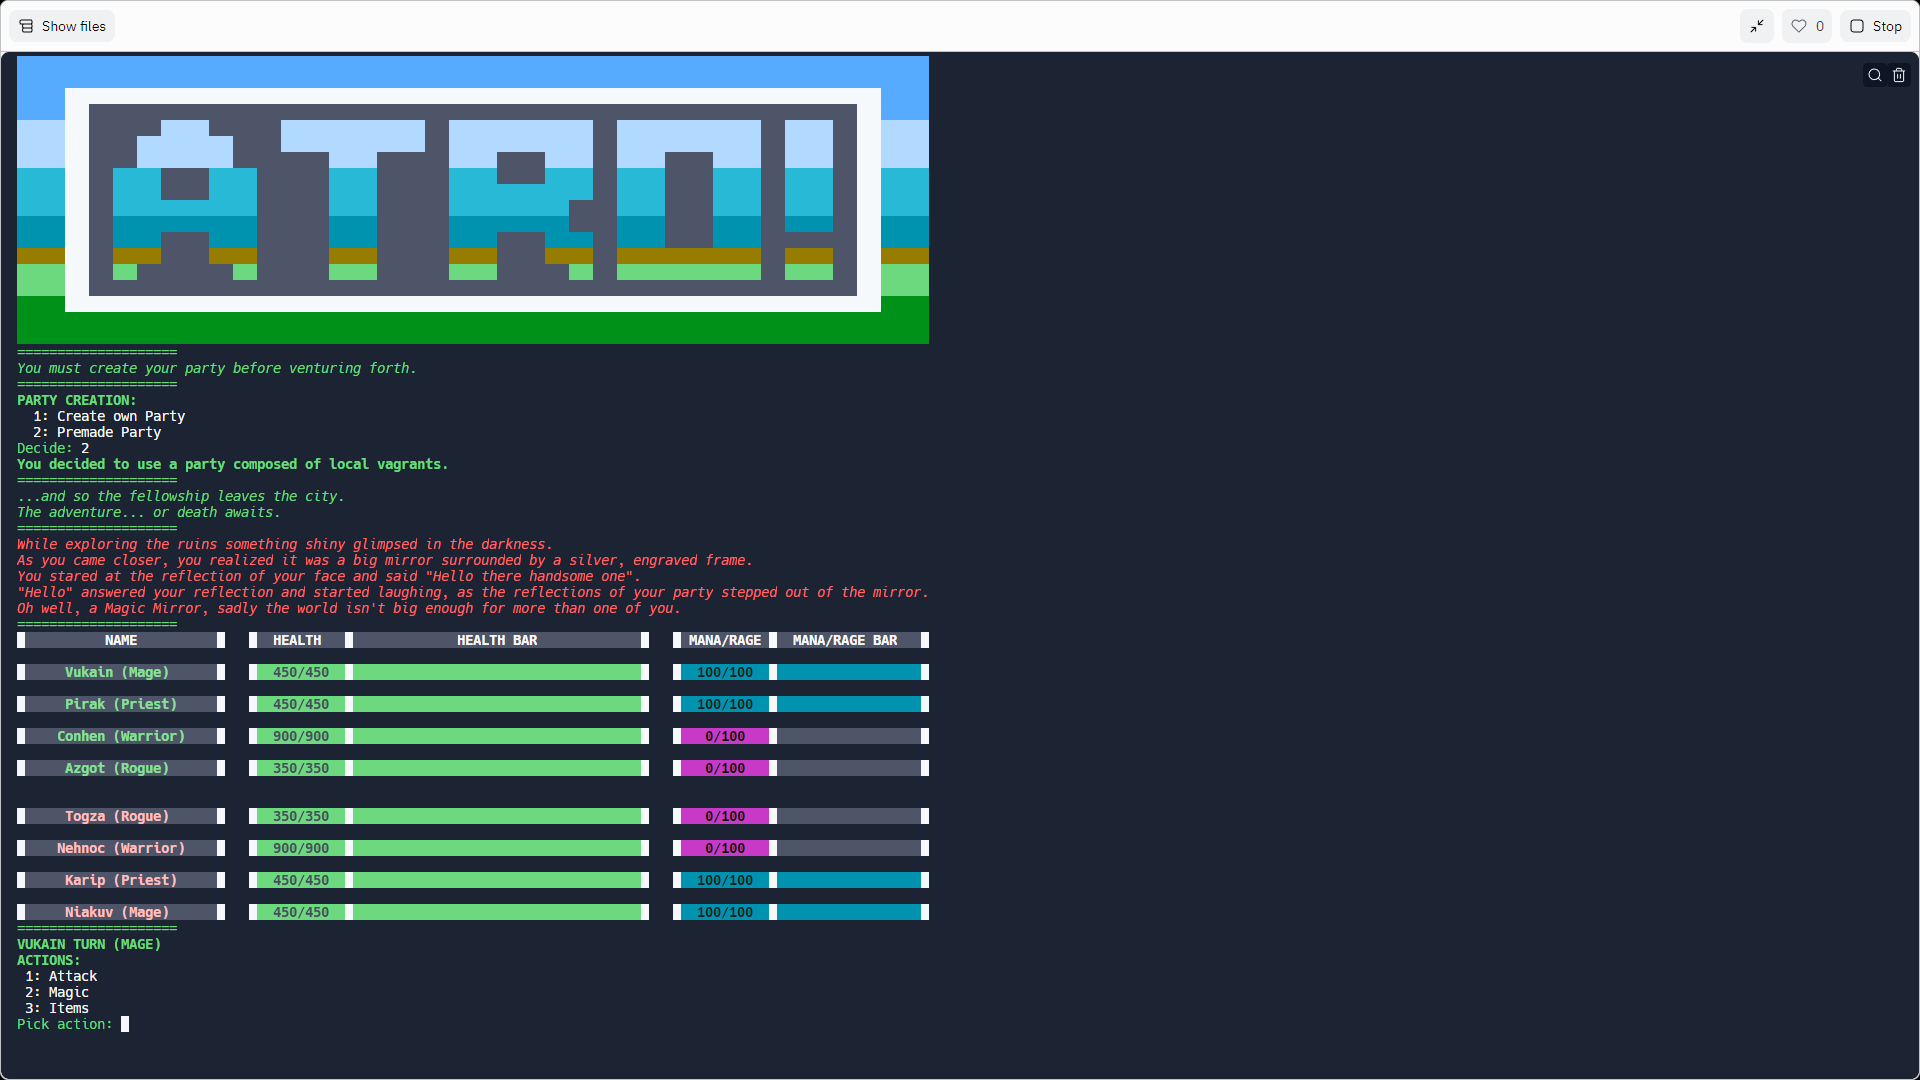 Show files
0
Stop
ATRO!
====================
You must create your party before venturing forth.
====================
PARTY CREATION:
1: Create own Party
2: Premade Party
Decide: 2
You decided to use a party composed of local vagrants.
====================
...and so the fellowship leaves the city.
The adventure... or death awaits.
====================
While exploring the ruins something shiny glimpsed in the darkness.
As you came closer, you realized it was a big mirror surrounded by a silver, engraved frame.
You stared at the reflection of your face and said "Hello there handsome one".
"Hello" answered your reflection and started laughing, as the reflections of your party stepped out of the mirror.
Oh well, a Magic Mirror, sadly the world isn't big enough for more than one of you.
====================
NAME HEALTH HEALTH BAR MANA/RAGE MANA/RAGE BAR
Vukain (Mage) 450/450 100/100
Pirak (Priest) 450/450 100/100
Conhen (Warrior) 900/900 0/100
Azgot (Rogue) 350/350 0/100
Togza (Rogue) 350/350 0/100
Nehnoc (Warrior) 900/900 0/100
Karip (Priest) 450/450 100/100
Niakuv (Mage) 450/450 100/100
====================
VUKAIN TURN (MAGE)
ACTIONS:
1: Attack
2: Magic
3: Items
Pick action: